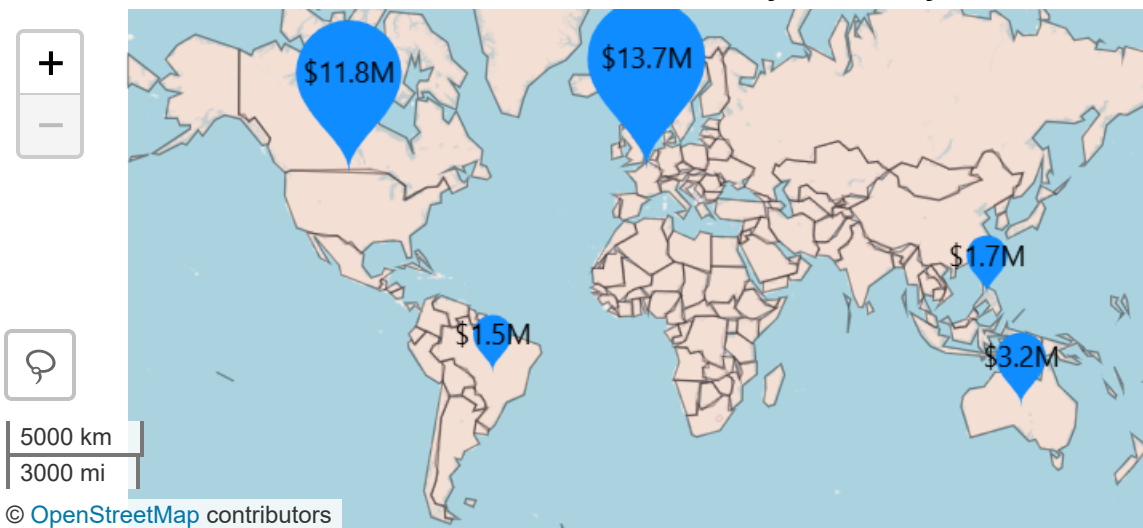 +
$11.8M
$13.7M
−
$1.7M
$1.5M
$3.2M
5000 km
3000 mi
© OpenStreetMap contributors